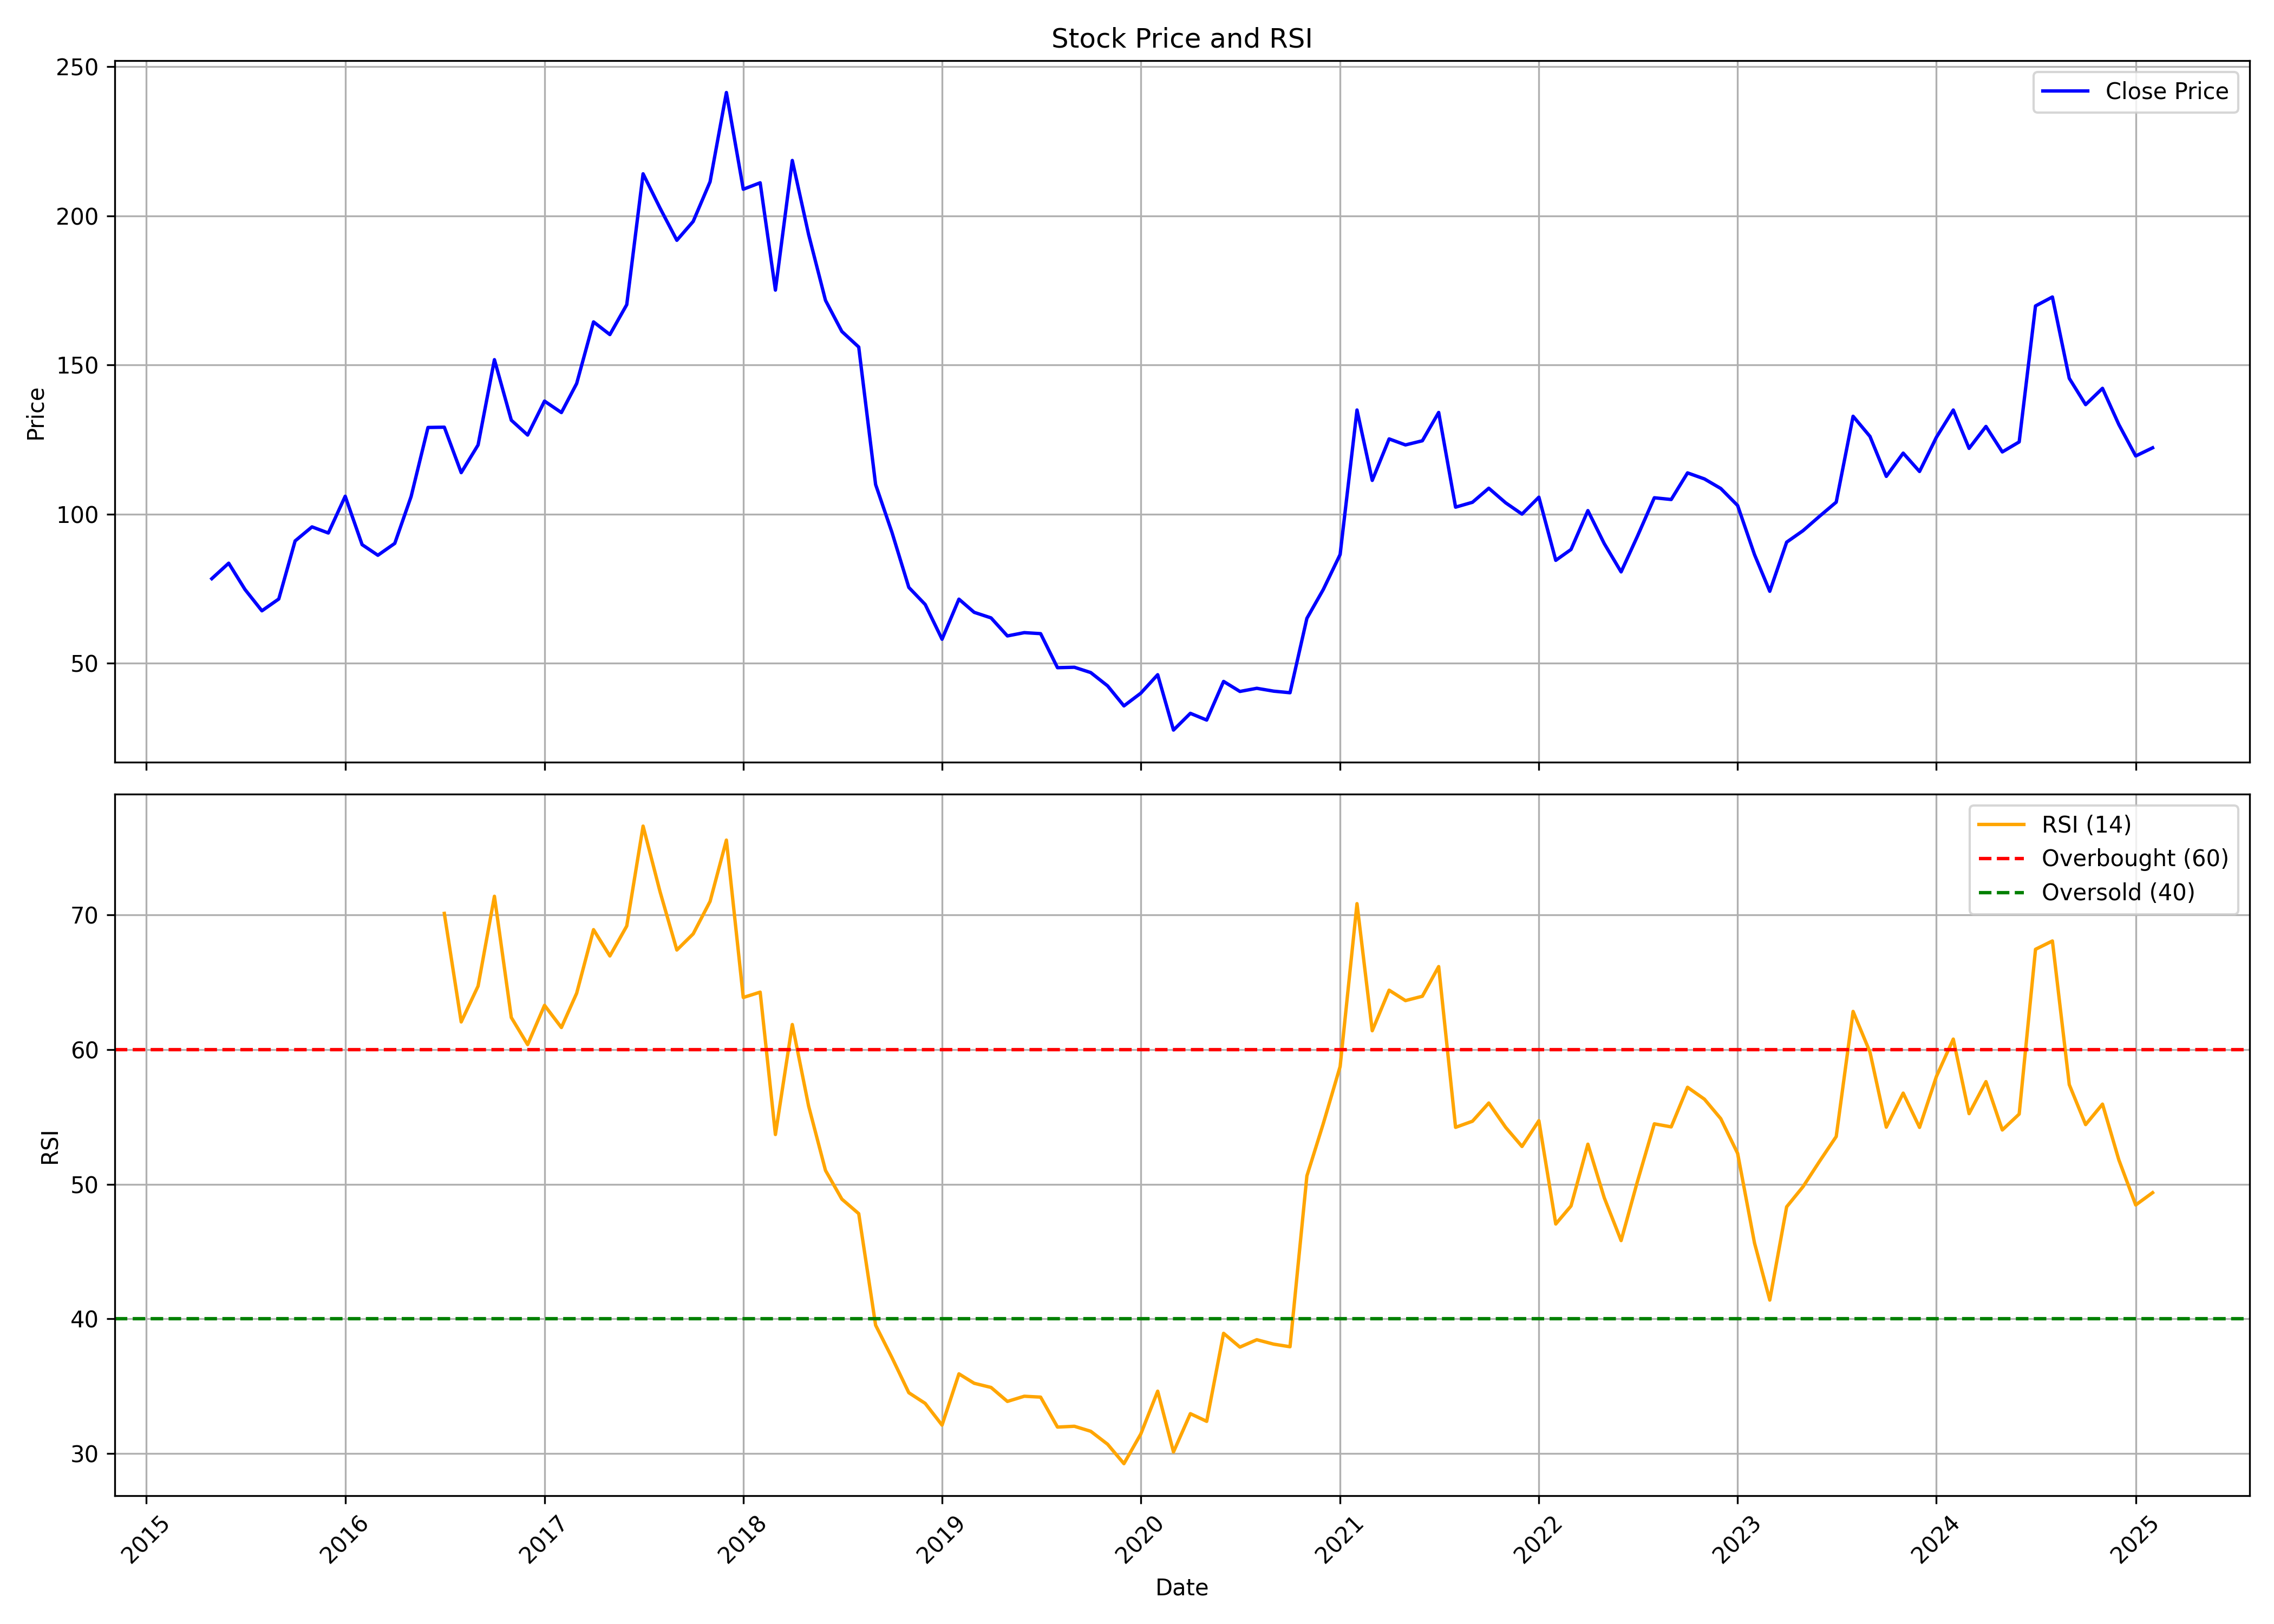 Stock Price and RSI
250
200
150
100
50
Price
Close Price
70
60
50
40
30
RSI
RSI (14)
Overbought (60)
Oversold (40)
2015
2016
2017
2018
2019
2020
2021
2022
2023
2024
2025
Date